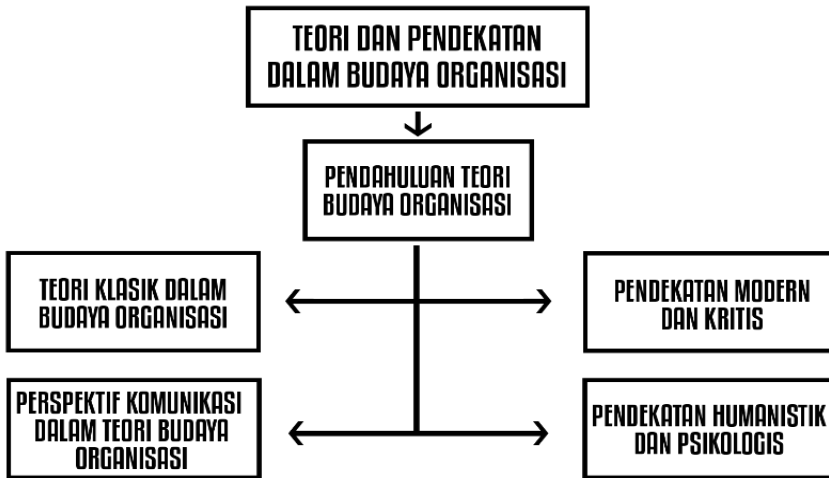 TEORI DAN PENDEKATAN
DALAM BUDAYA ORGANISASI
PENDAHULUAN TEORI
BUDAYA ORGANISASI
TEORI KLASIK DALAM
BUDAYA ORGANISASI
PENDEKATAN MODERN
DAN KRITIS
PERSPEKTIF KOMUNIKASI
DALAM TEORI BUDAYA
ORGANISASI
PENDEKATAN HUMANISTIK
DAN PSIKOLOGIS